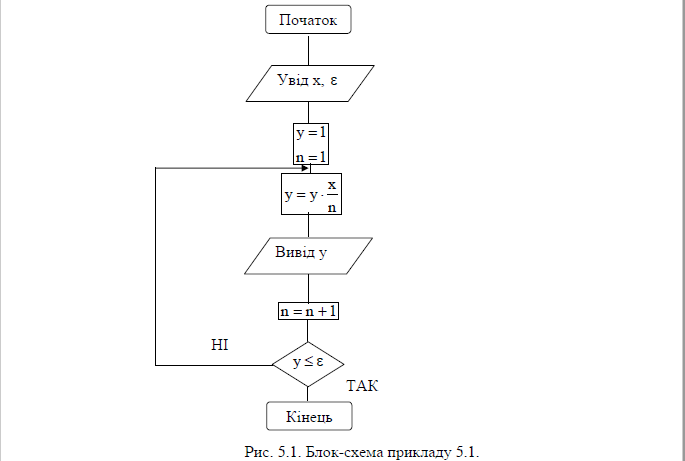 Початок
Увід x, ε
y = 1
n = 1
y = y · x/n
Вивід y
n = n + 1
НІ
y ≤ ε
ТАК
Кінець
Рис. 5.1. Блок-схема прикладу 5.1.